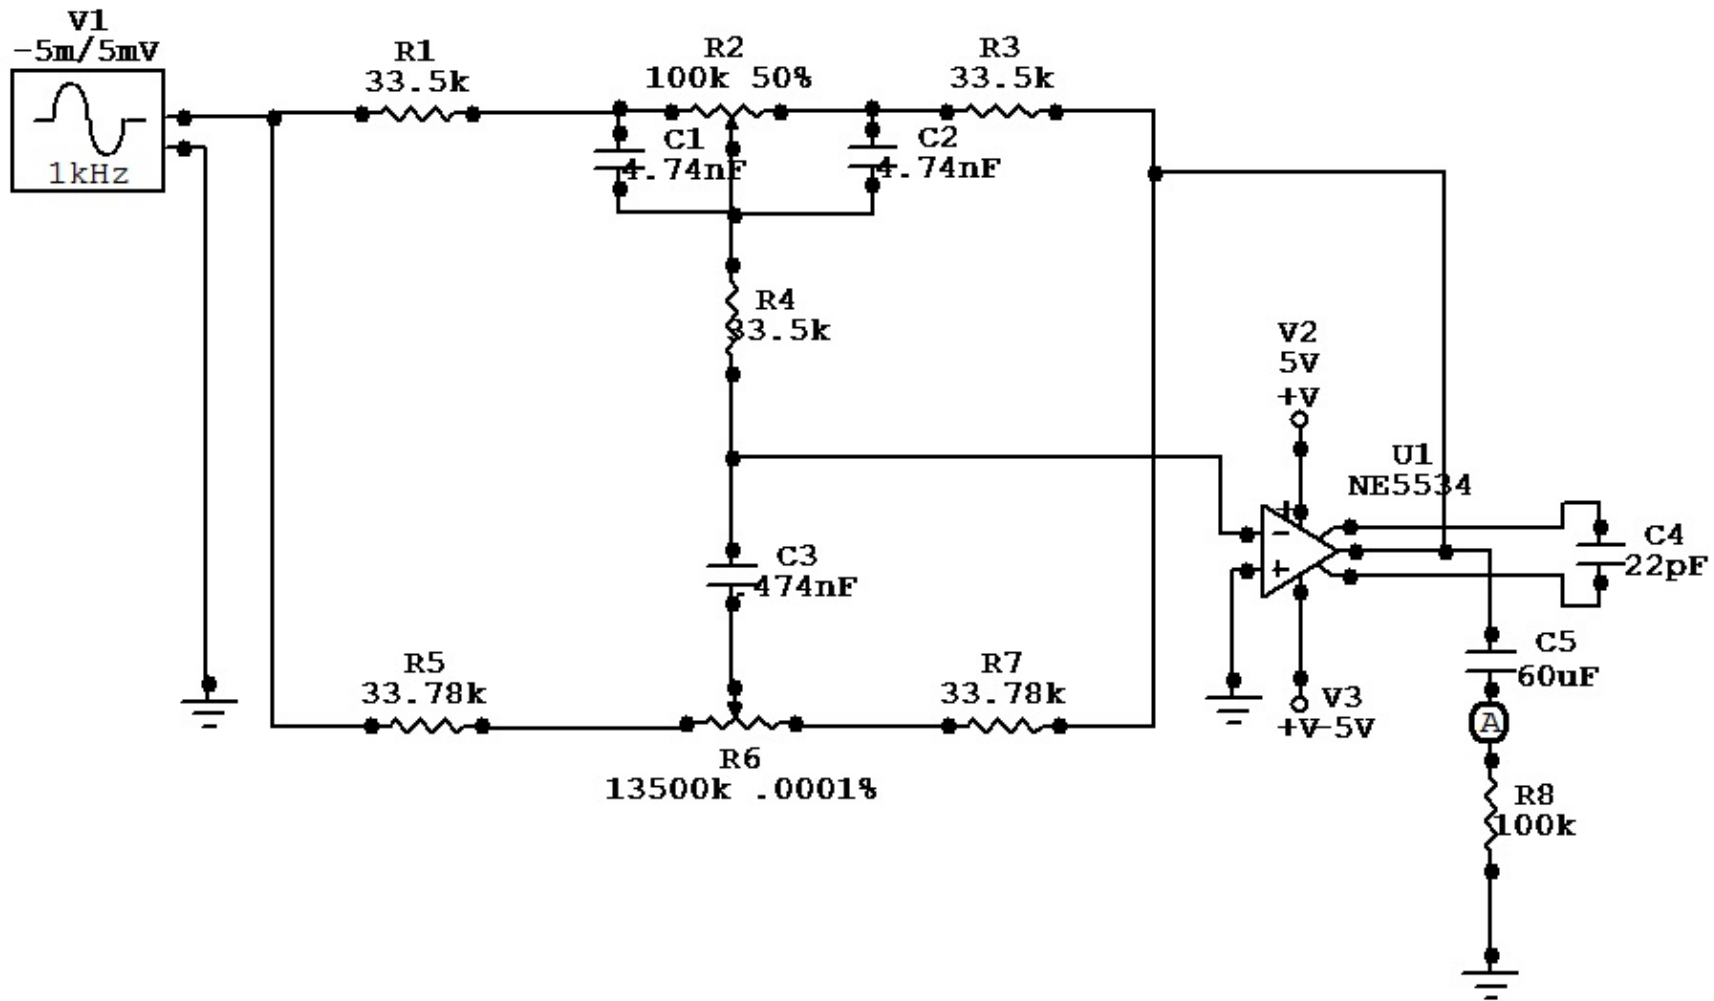 V1
-5m/5mV
1kHz
R1
33.5k
R2
100k 50%
R3
33.5k
C1
4.74nF
C2
4.74nF
R4
33.5k
V2
5V
+V
U1
NE5534
C4
22pF
C3
.474nF
C5
60uF
R5
33.78k
R7
33.78k
V3
+V-5V
A
R6
13500k .0001%
R8
100k